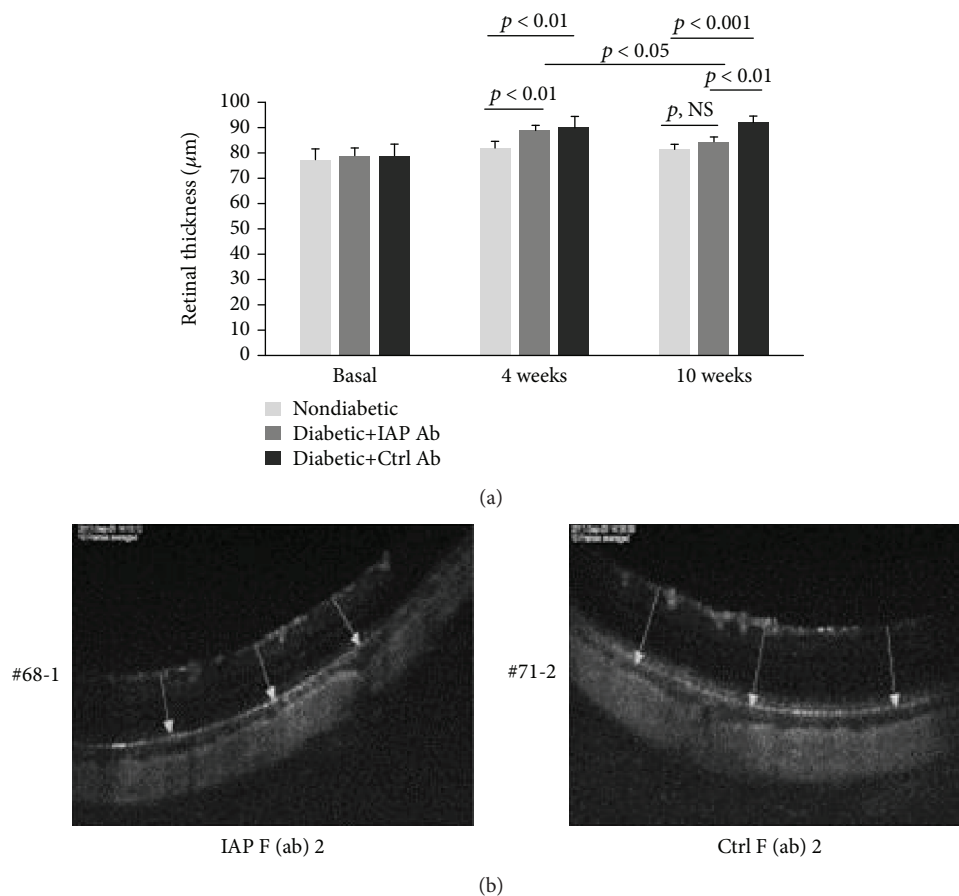 p < 0.01
p < 0.001
p < 0.05
p < 0.01
p < 0.01
p, NS
100
90
80
70
60
50
40
30
20
10
0
Retinal thickness (μm)
Basal
4 weeks
10 weeks
Nondiabetic
Diabetic+IAP Ab
Diabetic+Ctrl Ab
(a)
#68-1
#71-2
IAP F (ab) 2
Ctrl F (ab) 2
(b)